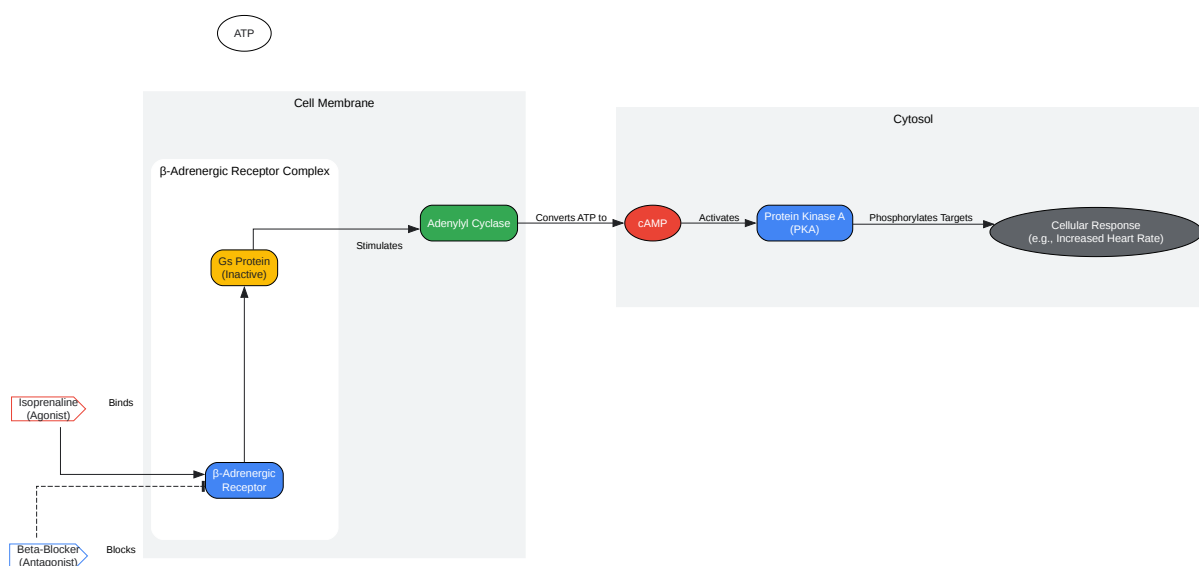 ATP
Cell Membrane
Cytosol
β-Adrenergic Receptor Complex
Adenylyl Cyclase
Converts ATP to
cAMP
Activates
Protein Kinase A
(PKA)
Phosphorylates Targets
Cellular Response
(e.g., Increased Heart Rate)
Stimulates
Gs Protein
(Inactive)
Isoprenaline
(Agonist)
Binds
β-Adrenergic
Receptor
Beta-Blocker
(Antagonist)
Blocks